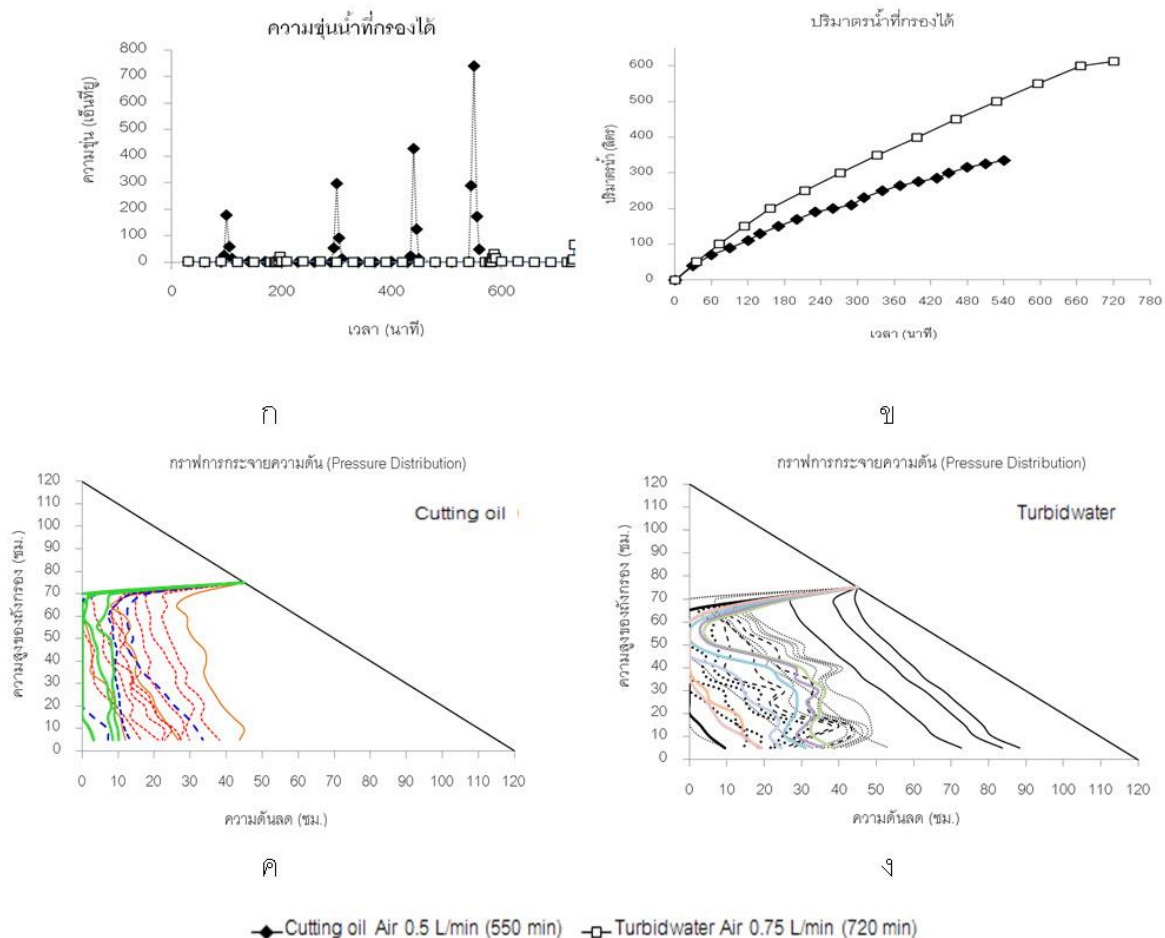 ความขุ่นน้ำที่กรองได้
800
700
600
500
400
300
200
100
0
ความขุ่น (เอ็นทียู)
0 200 400 600
เวลา (นาที)
ก
ปริมาตรน้ำที่กรองได้
600
500
400
300
200
100
0
ปริมาตรน้ำ (ลิตร)
0 60 120 180 240 300 360 420 480 540 600 660 720 780
เวลา (นาที)
ข
กราฟการกระจายความดัน (Pressure Distribution)
Cutting oil
120
110
100
90
80
70
60
50
40
30
20
10
0
ความสูงของถังกรอง (ซม.)
0 10 20 30 40 50 60 70 80 90 100 110 120
ความดันลด (ซม.)
ค
กราฟการกระจายความดัน (Pressure Distribution)
Turbidwater
120
110
100
90
80
70
60
50
40
30
20
10
0
ความสูงของถังกรอง (ซม.)
0 10 20 30 40 50 60 70 80 90 100 110 120
ความดันลด (ซม.)
ง
Cutting oil Air 0.5 L/min (550 min) Turbidwater Air 0.75 L/min (720 min)